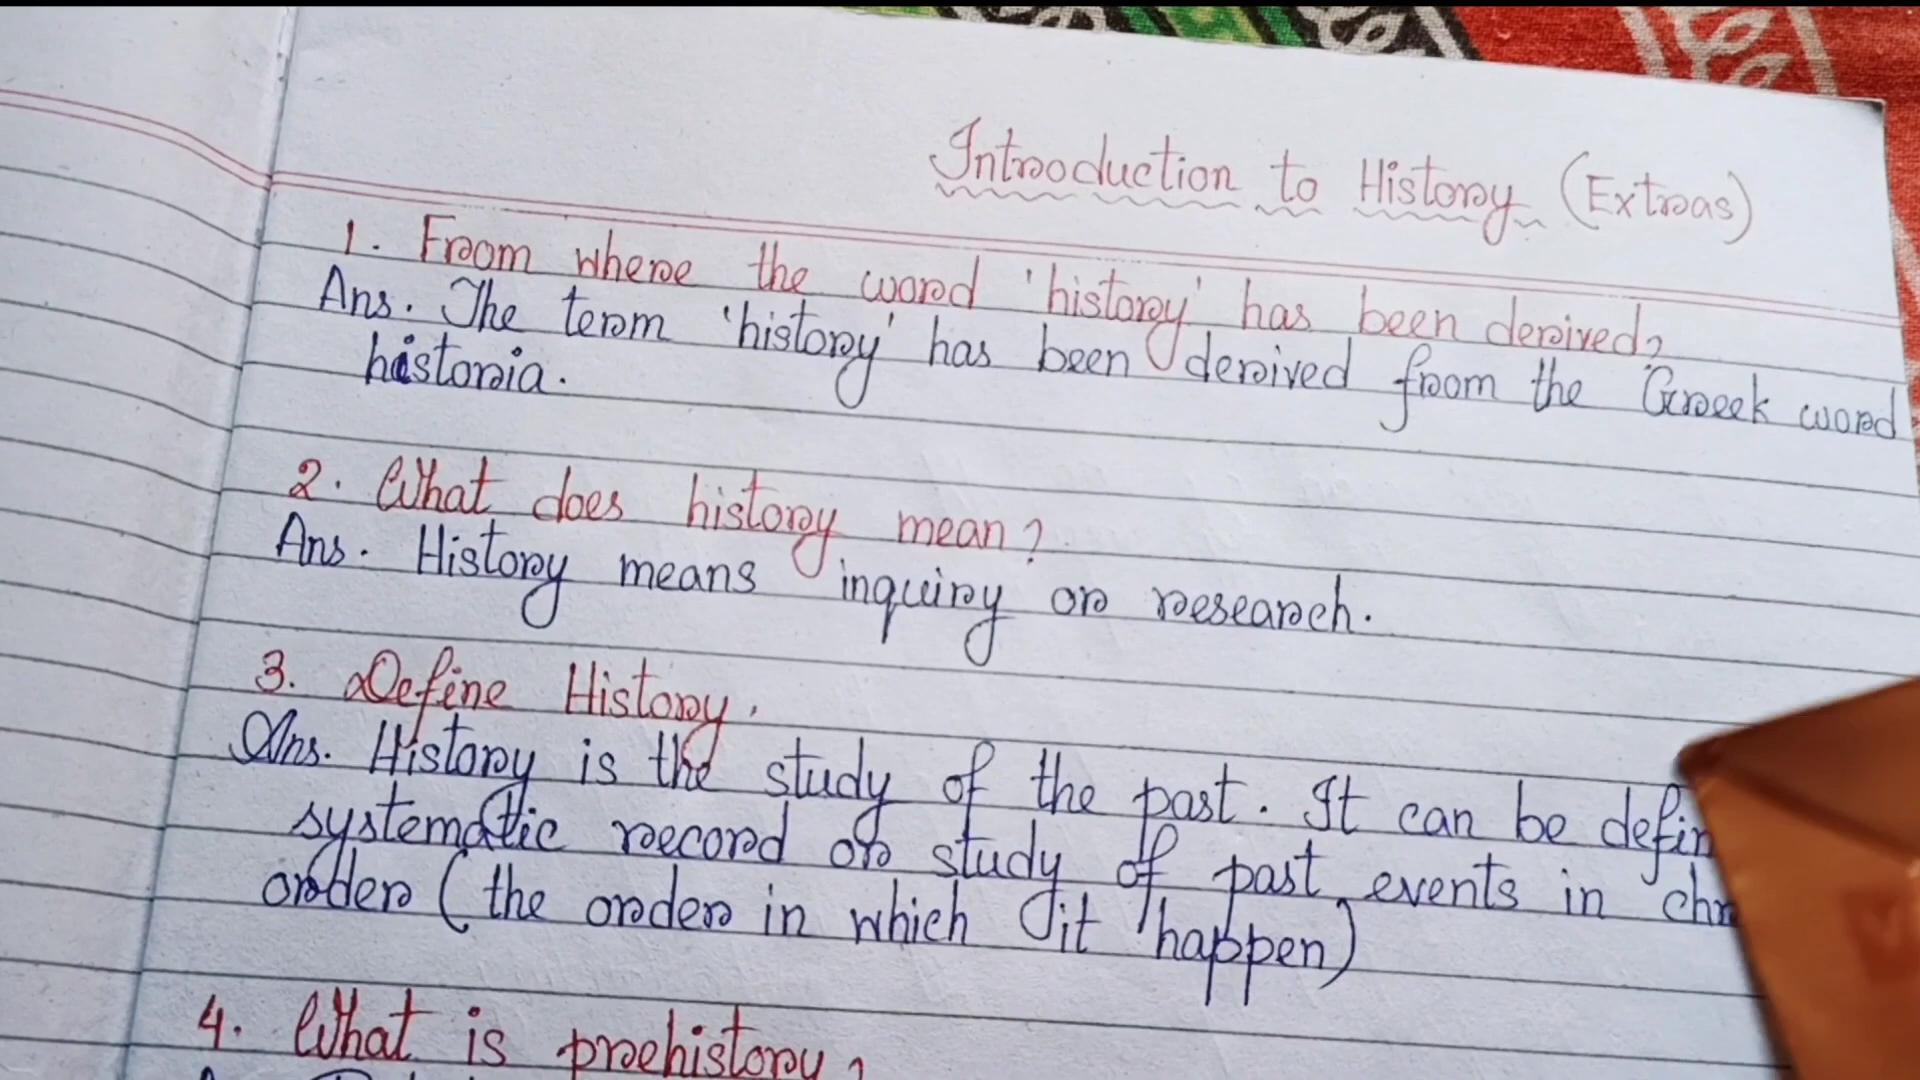 Introduction to History (Extras)
1. From where the word 'history' has been derived?
Ans. The term 'history' has been derived from the Greek word
historia.
2. What does history mean?
Ans. History means inquiry or research.
3. Define History.
Ans. History is the study of the past. It can be
systematic record or study of past events in
order (the order in which it happen)
4. What is prehistory?